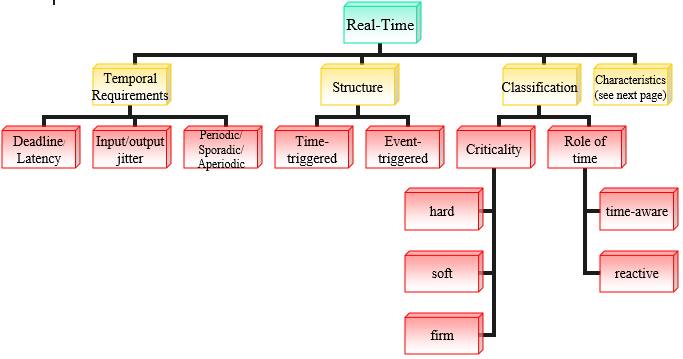 Real-Time
Temporal
Requirements
Structure
Classification
Characteristics
(see next page)
Deadline/
Latency
Input/output
jitter
Periodic/
Sporadic/
Aperiodic
Time-
triggered
Event-
triggered
Criticality
Role of
time
hard
time-aware
soft
reactive
firm